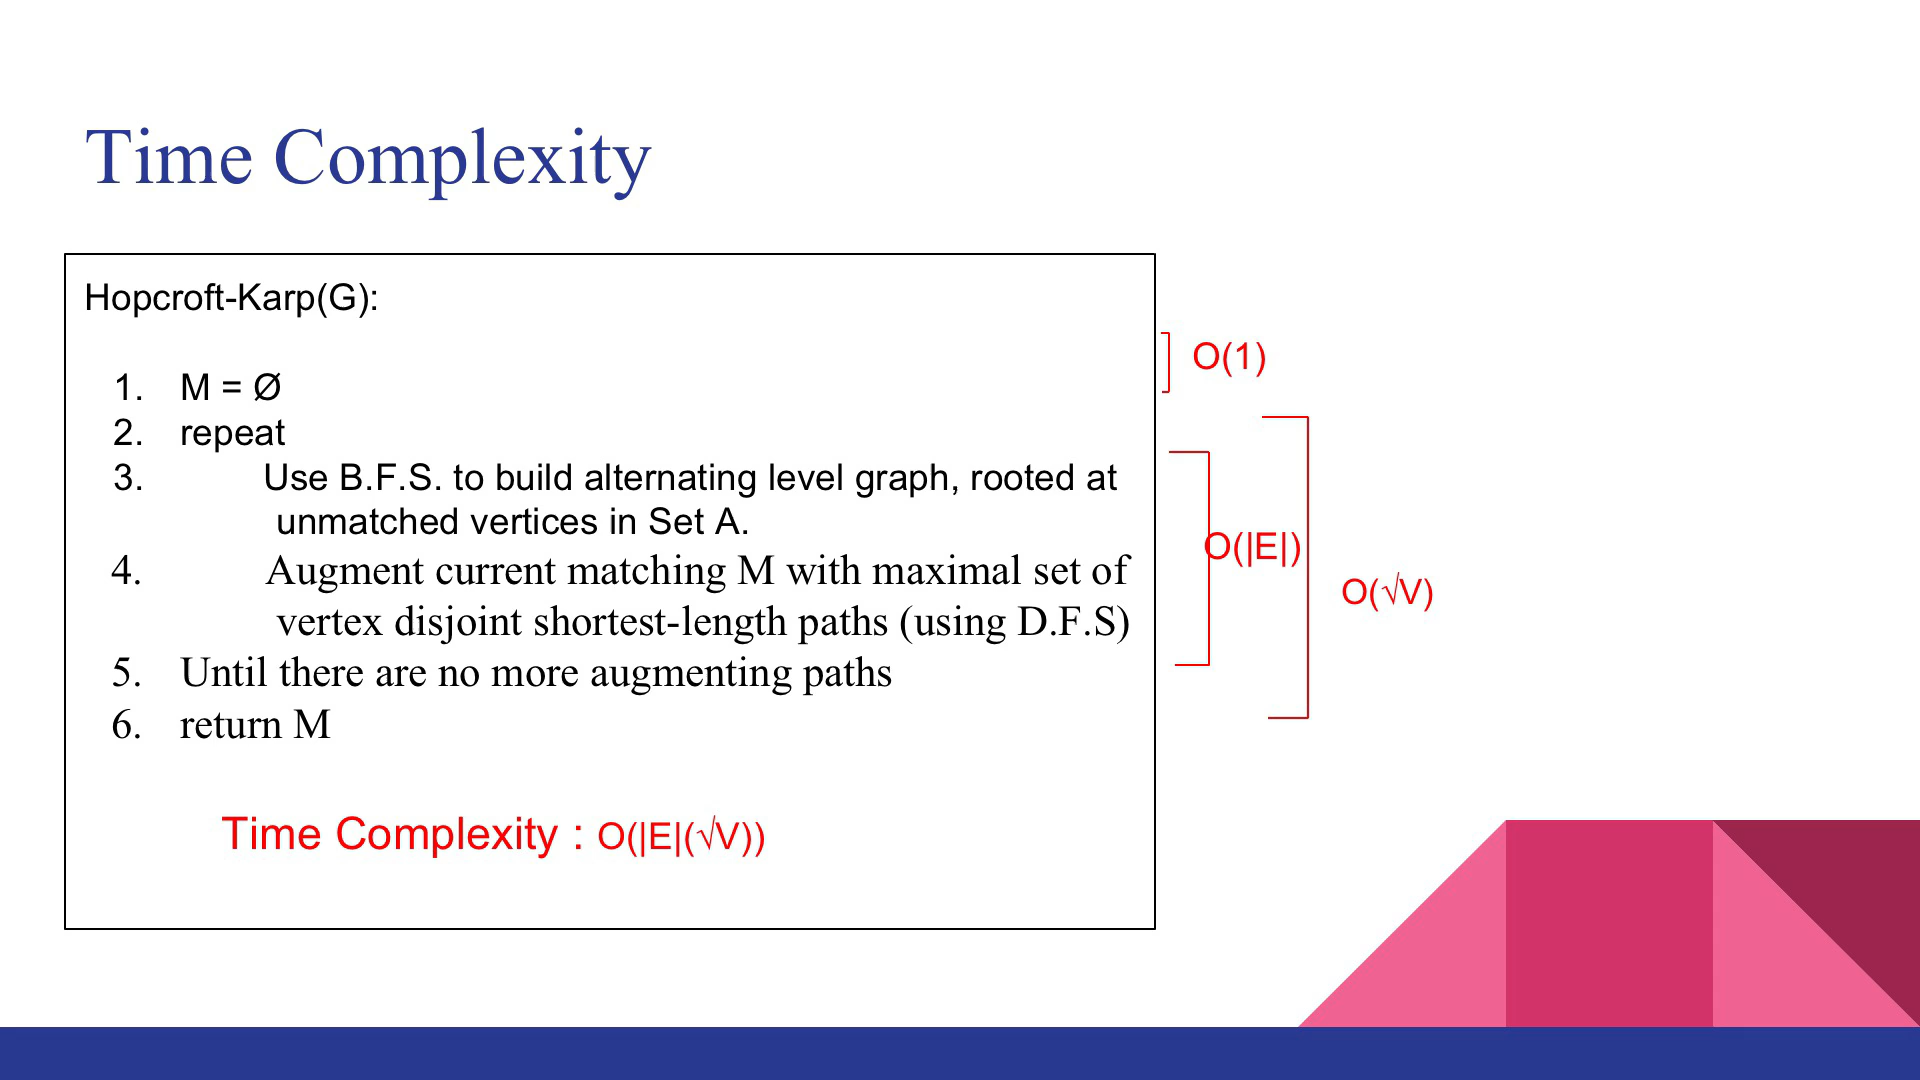 Time Complexity
Hopcroft-Karp(G):
1. M = Ø
2. repeat
3. Use B.F.S. to build alternating level graph, rooted at
unmatched vertices in Set A.
4. Augment current matching M with maximal set of
vertex disjoint shortest-length paths (using D.F.S)
5. Until there are no more augmenting paths
6. return M
Time Complexity : O(|E|(√V))
O(1)
O(|E|)
O(√V)